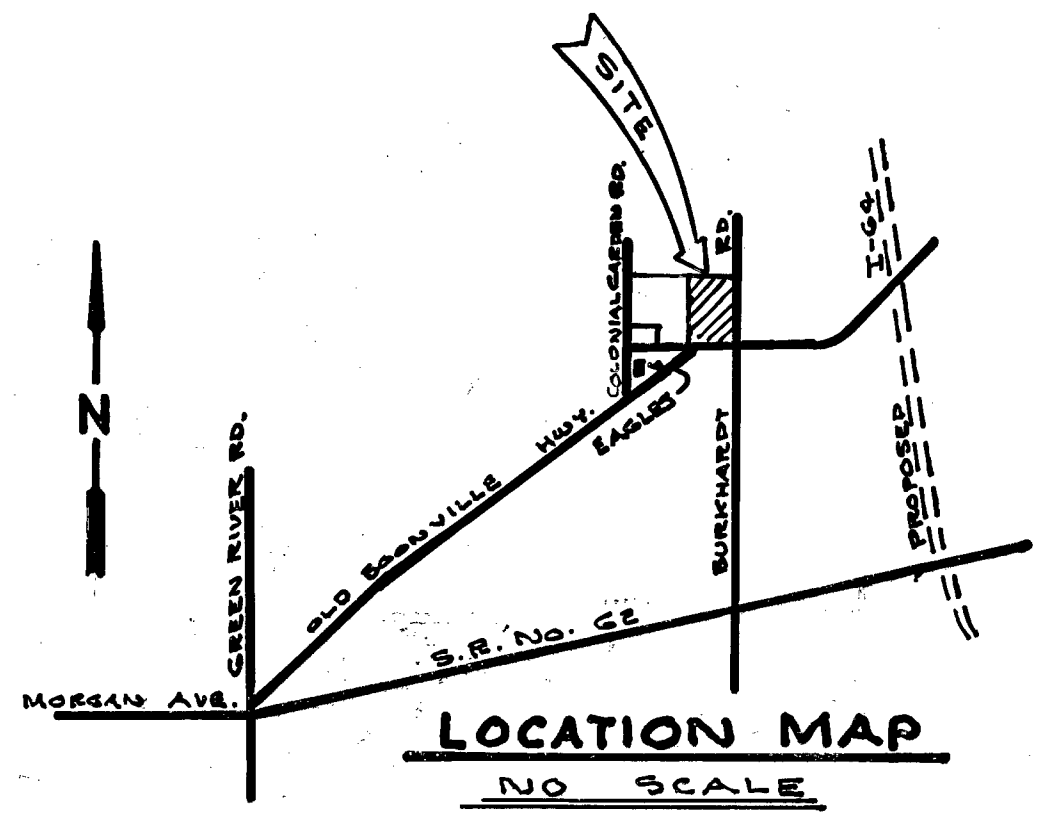 SITE
COLONIAL GARDEN RD.
BURKHARDT RD.
I-64
PROPOSED
N
EAGLES
GREEN RIVER RD.
OLD BOONVILLE HWY.
S.R. NO. 62
MORGAN AVE.
LOCATION MAP
NO SCALE